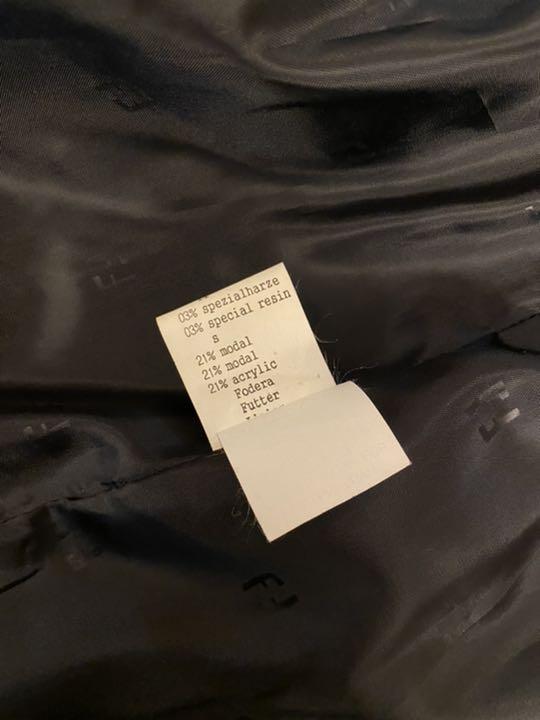 03% spezialharze
03% special resin
s
21% modal
21% modal
21% acrylic
Fodera
Futter